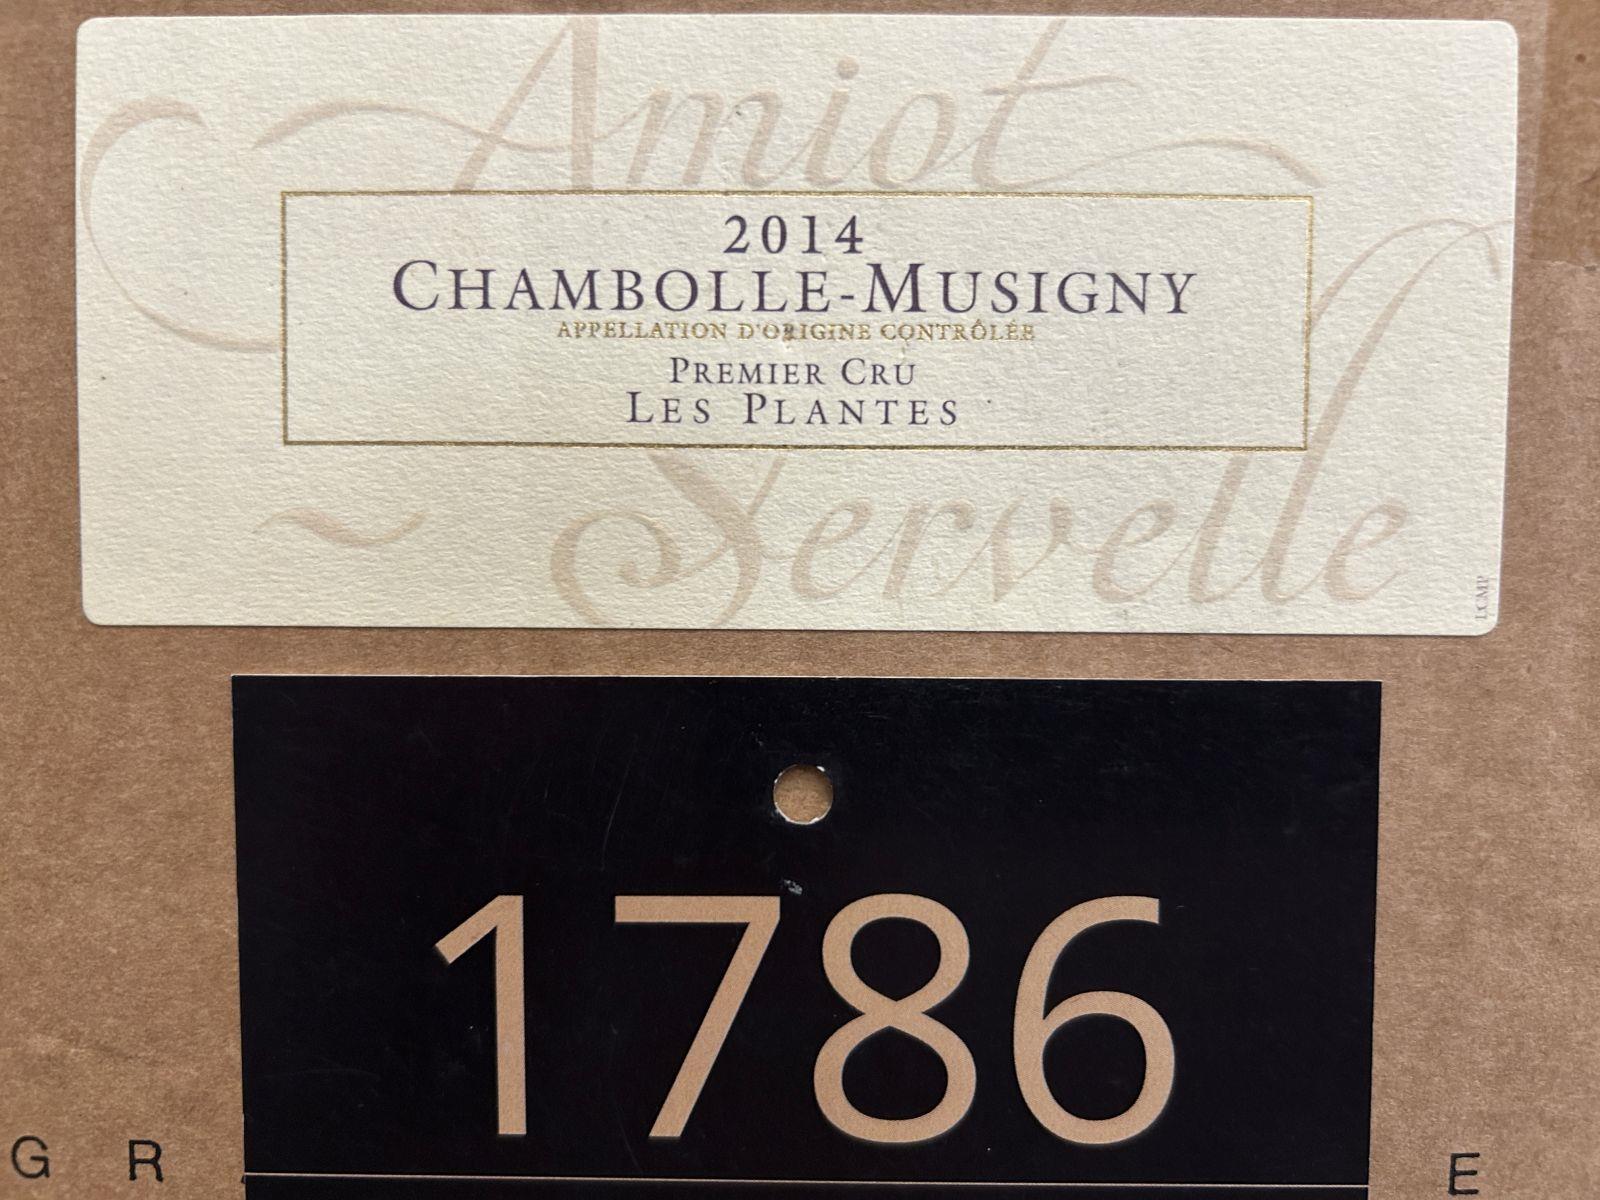 Amiot
2014
CHAMBOLLE-MUSIGNY
APPELLATION D'ORIGINE CONTRÔLÉE
PREMIER CRU
LES PLANTES
Servelle
LCMP
1786
G R E